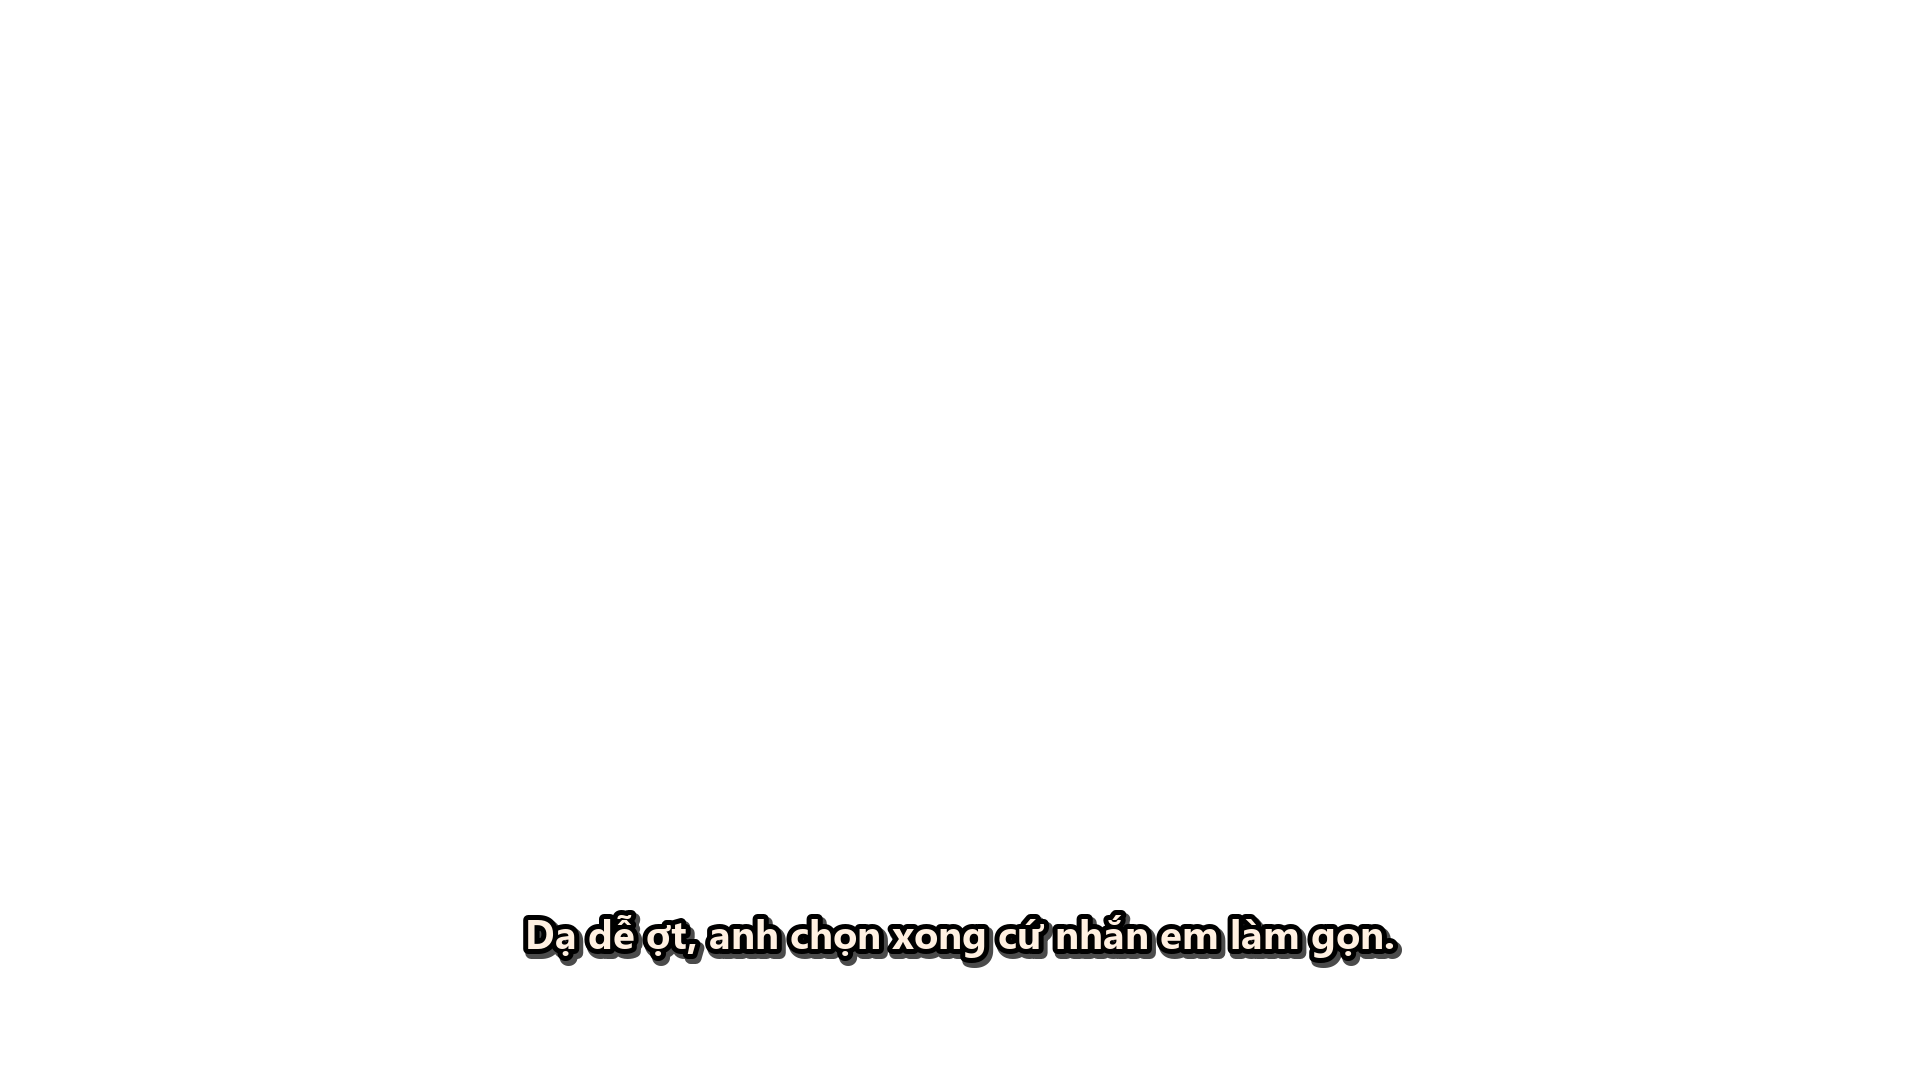 Dạ dễ ợt, anh chọn xong cứ nhắn em làm gọn.